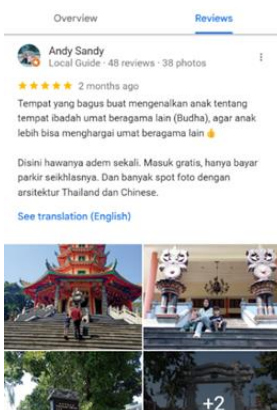 Overview Reviews
Andy Sandy
Local Guide · 48 reviews · 38 photos
2 months ago
Tempat yang bagus buat mengenalkan anak tentang
tempat ibadah umat beragama lain (Budha), agar anak
lebih bisa menghargai umat beragama lain 👍
Disini hawanya adem sekali. Masuk gratis, hanya bayar
parkir seikhlasnya. Dan banyak spot foto dengan
arsitektur Thailand dan Chinese.
See translation (English)
+2